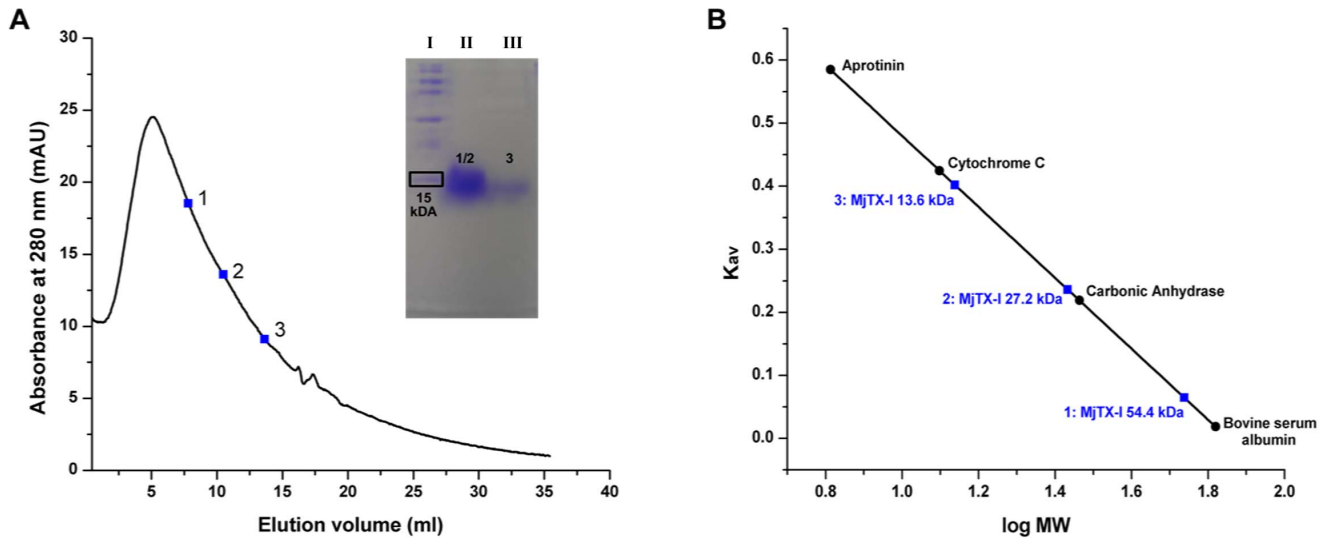 A
Absorbance at 280 nm (mAU)
30
25
20
15
10
5
0
5
10
15
20
25
30
35
40
Elution volume (ml)
1
2
3
I II III
1/2 3
15
kDA
B
Kav
0.6
0.5
0.4
0.3
0.2
0.1
0.0
0.8
1.0
1.2
1.4
1.6
1.8
2.0
log MW
Aprotinin
Cytochrome C
3: MjTX-I 13.6 kDa
Carbonic Anhydrase
2: MjTX-I 27.2 kDa
1: MjTX-I 54.4 kDa
Bovine serum
albumin